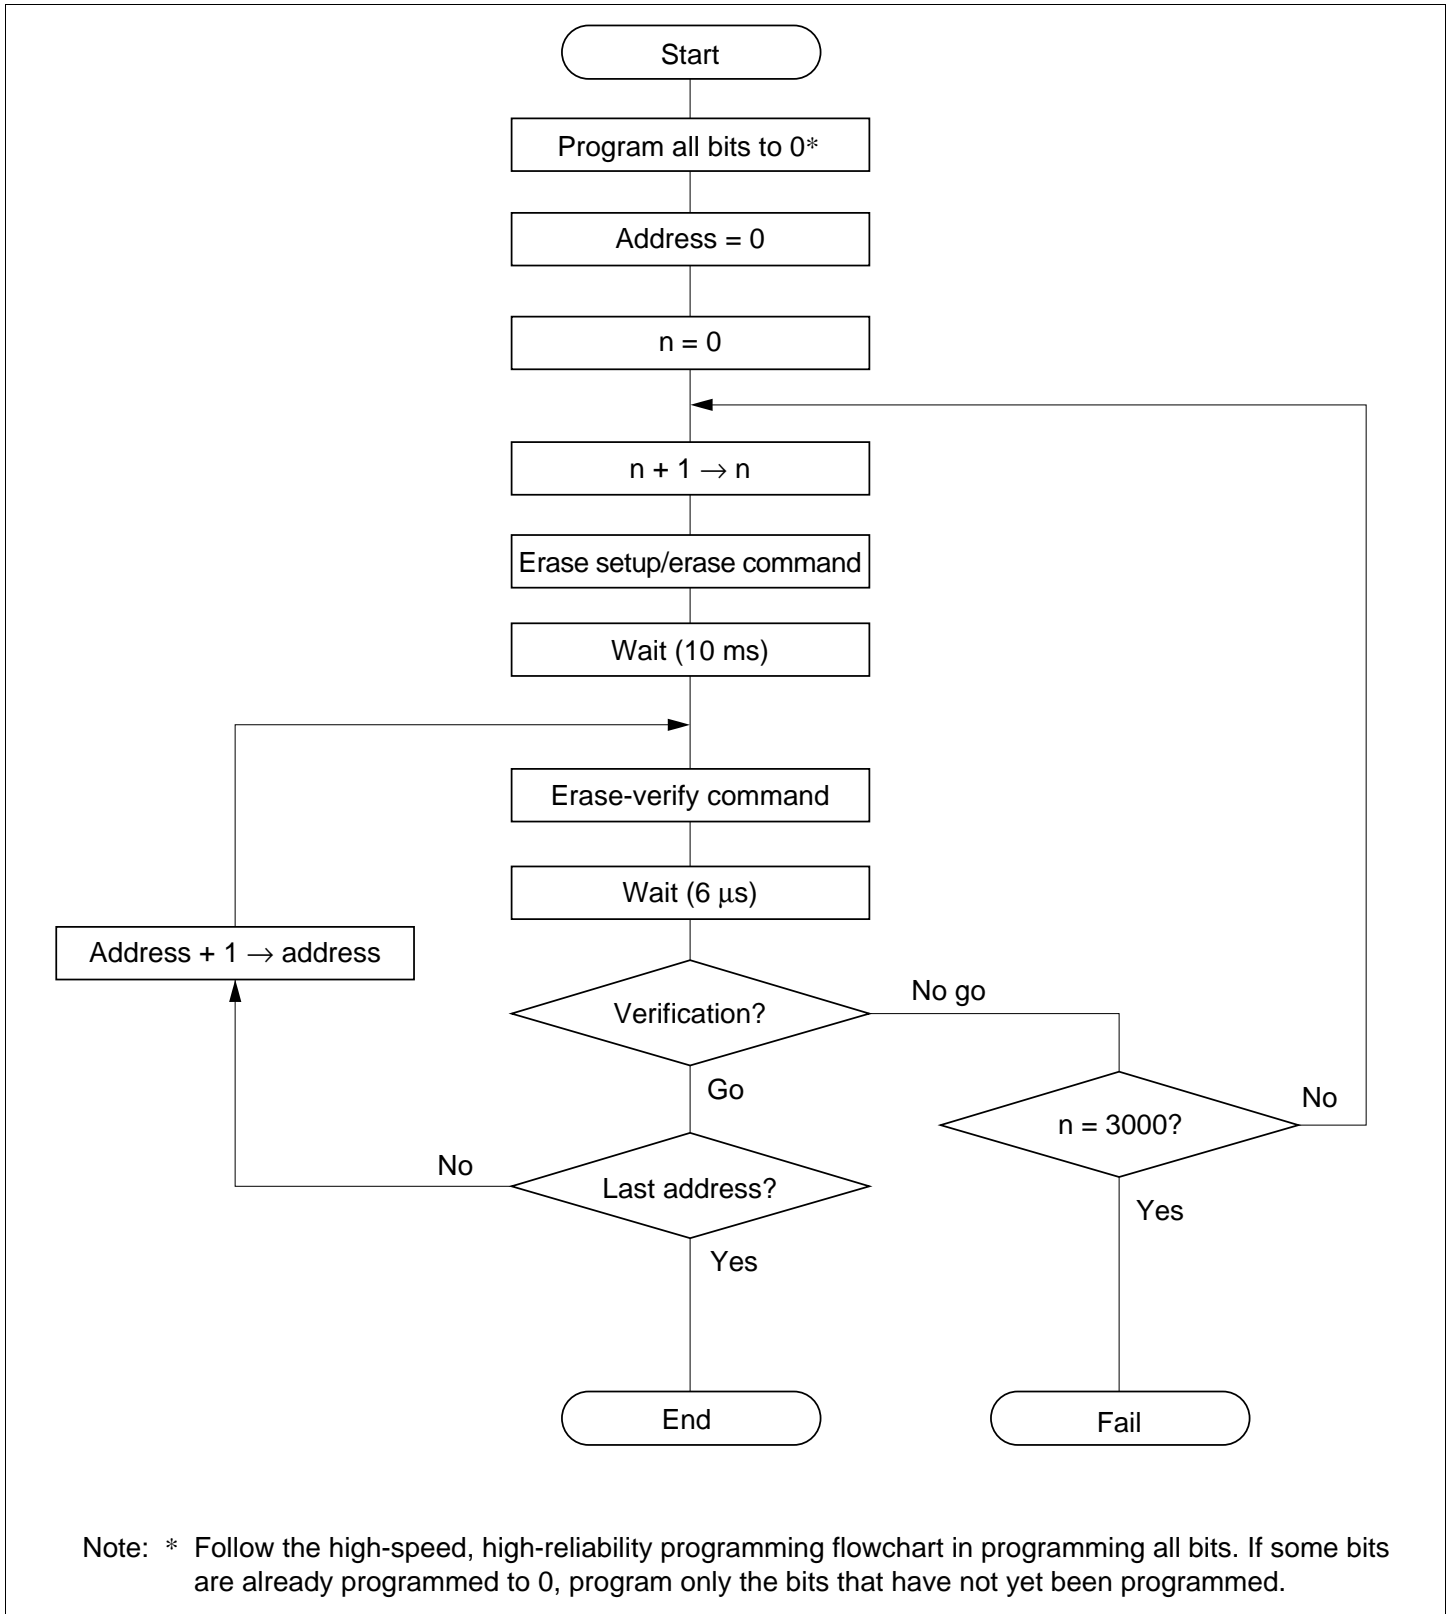 Start
Program all bits to 0*
Address = 0
n = 0
n + 1 → n
Erase setup/erase command
Wait (10 ms)
Erase-verify command
Wait (6 μs)
Address + 1 → address
Verification?
No go
Go
n = 3000?
No
Last address?
No
Yes
Yes
End
Fail
Note: * Follow the high-speed, high-reliability programming flowchart in programming all bits. If some bits
are already programmed to 0, program only the bits that have not yet been programmed.